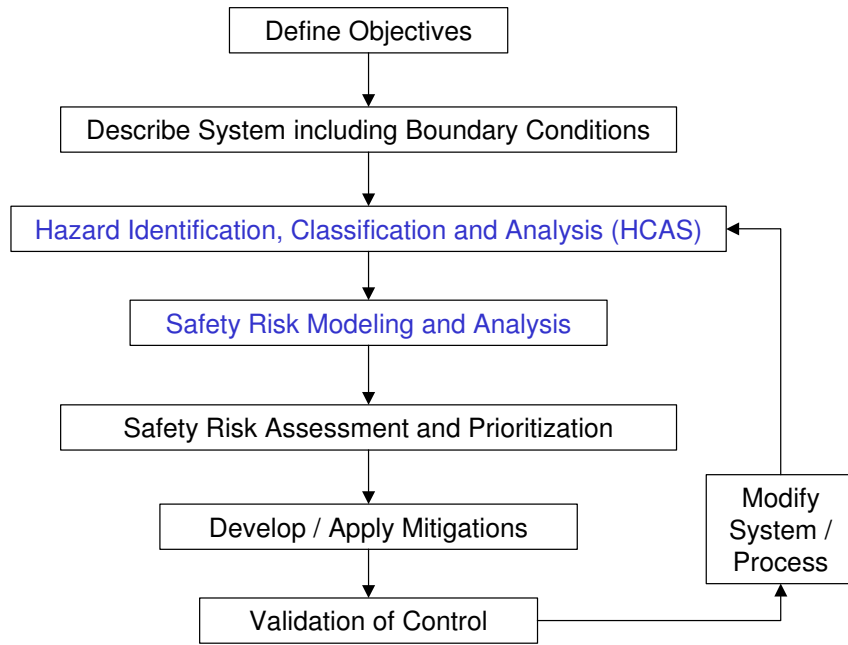 Define Objectives
Describe System including Boundary Conditions
Hazard Identification, Classification and Analysis (HCAS)
Safety Risk Modeling and Analysis
Safety Risk Assessment and Prioritization
Develop / Apply Mitigations
Validation of Control
Modify
System /
Process